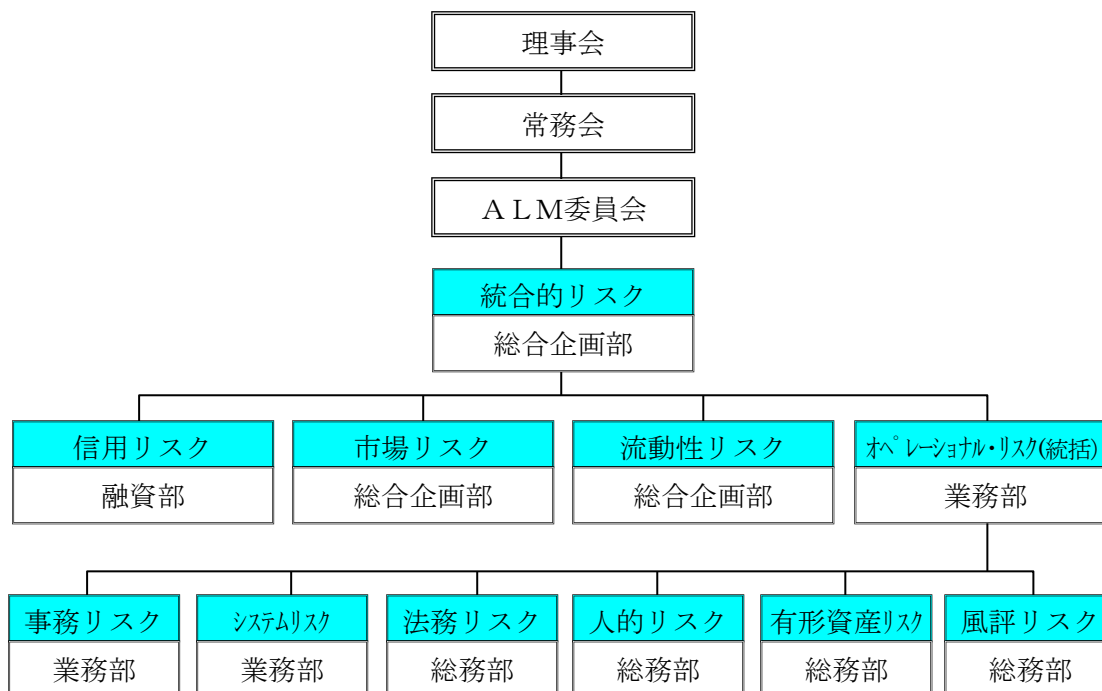 理事会
常務会
ＡＬＭ委員会
統合的リスク
総合企画部
信用リスク
融資部
市場リスク
総合企画部
流動性リスク
総合企画部
ｵﾍﾟﾚｰｼｮﾅﾙ･ﾘｽｸ(統括)
業務部
事務リスク
業務部
ｼｽﾃﾑﾘｽｸ
業務部
法務リスク
総務部
人的リスク
総務部
有形資産ﾘｽｸ
総務部
風評リスク
総務部